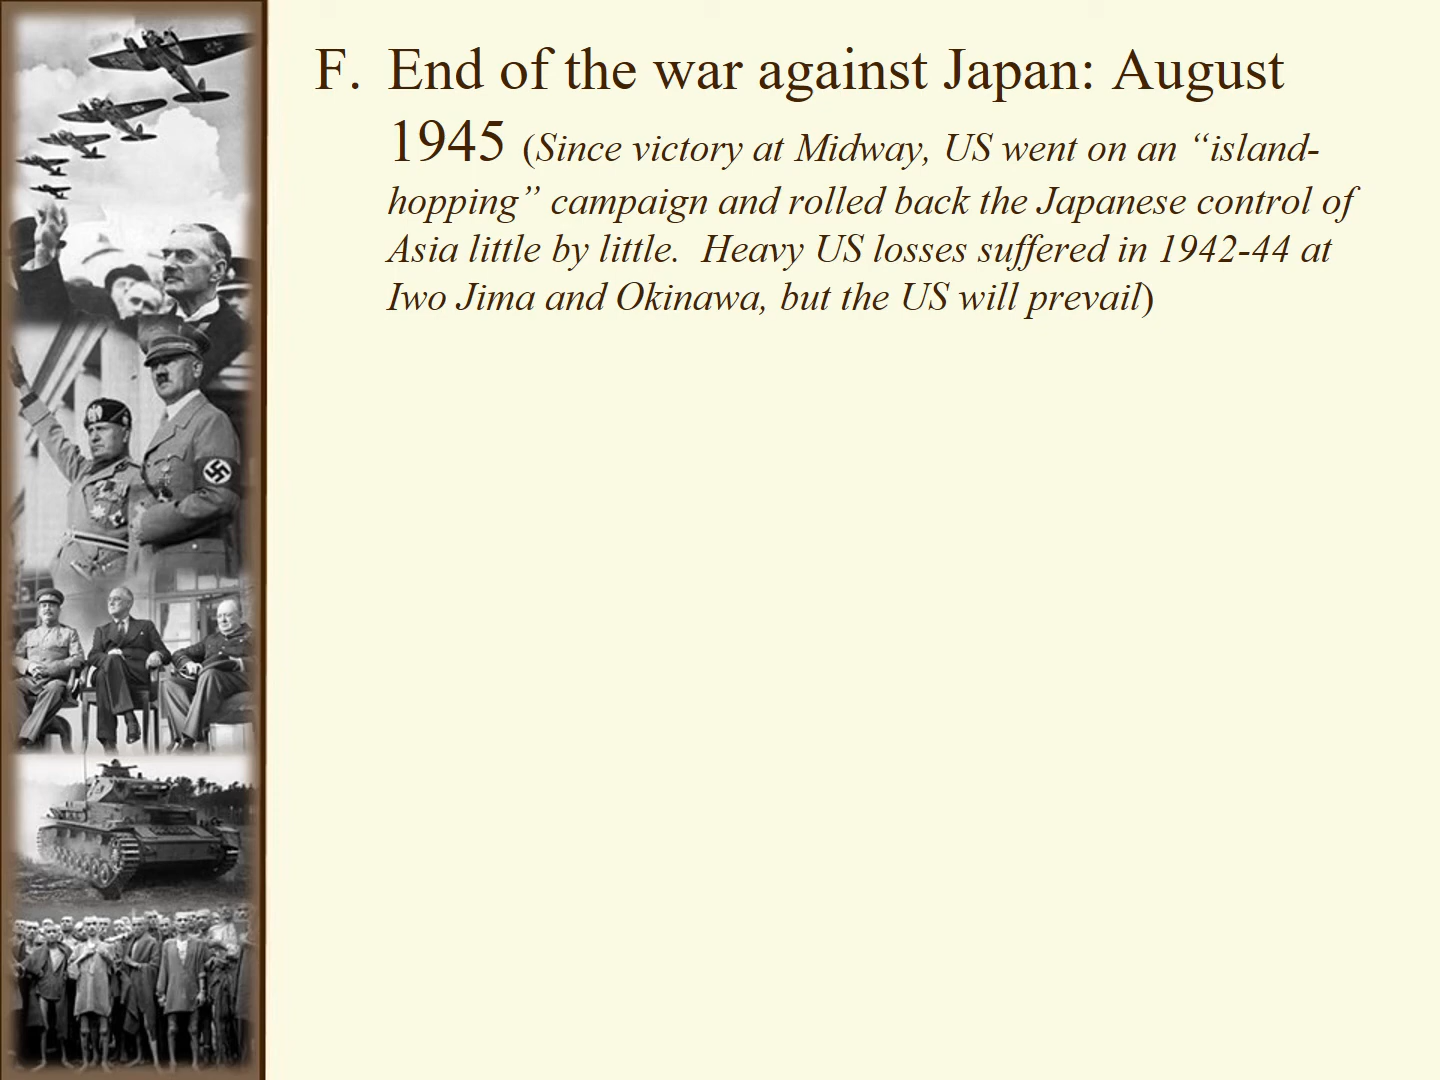 F. End of the war against Japan: August
1945 (Since victory at Midway, US went on an “island-
hopping” campaign and rolled back the Japanese control of
Asia little by little.  Heavy US losses suffered in 1942-44 at
Iwo Jima and Okinawa, but the US will prevail)